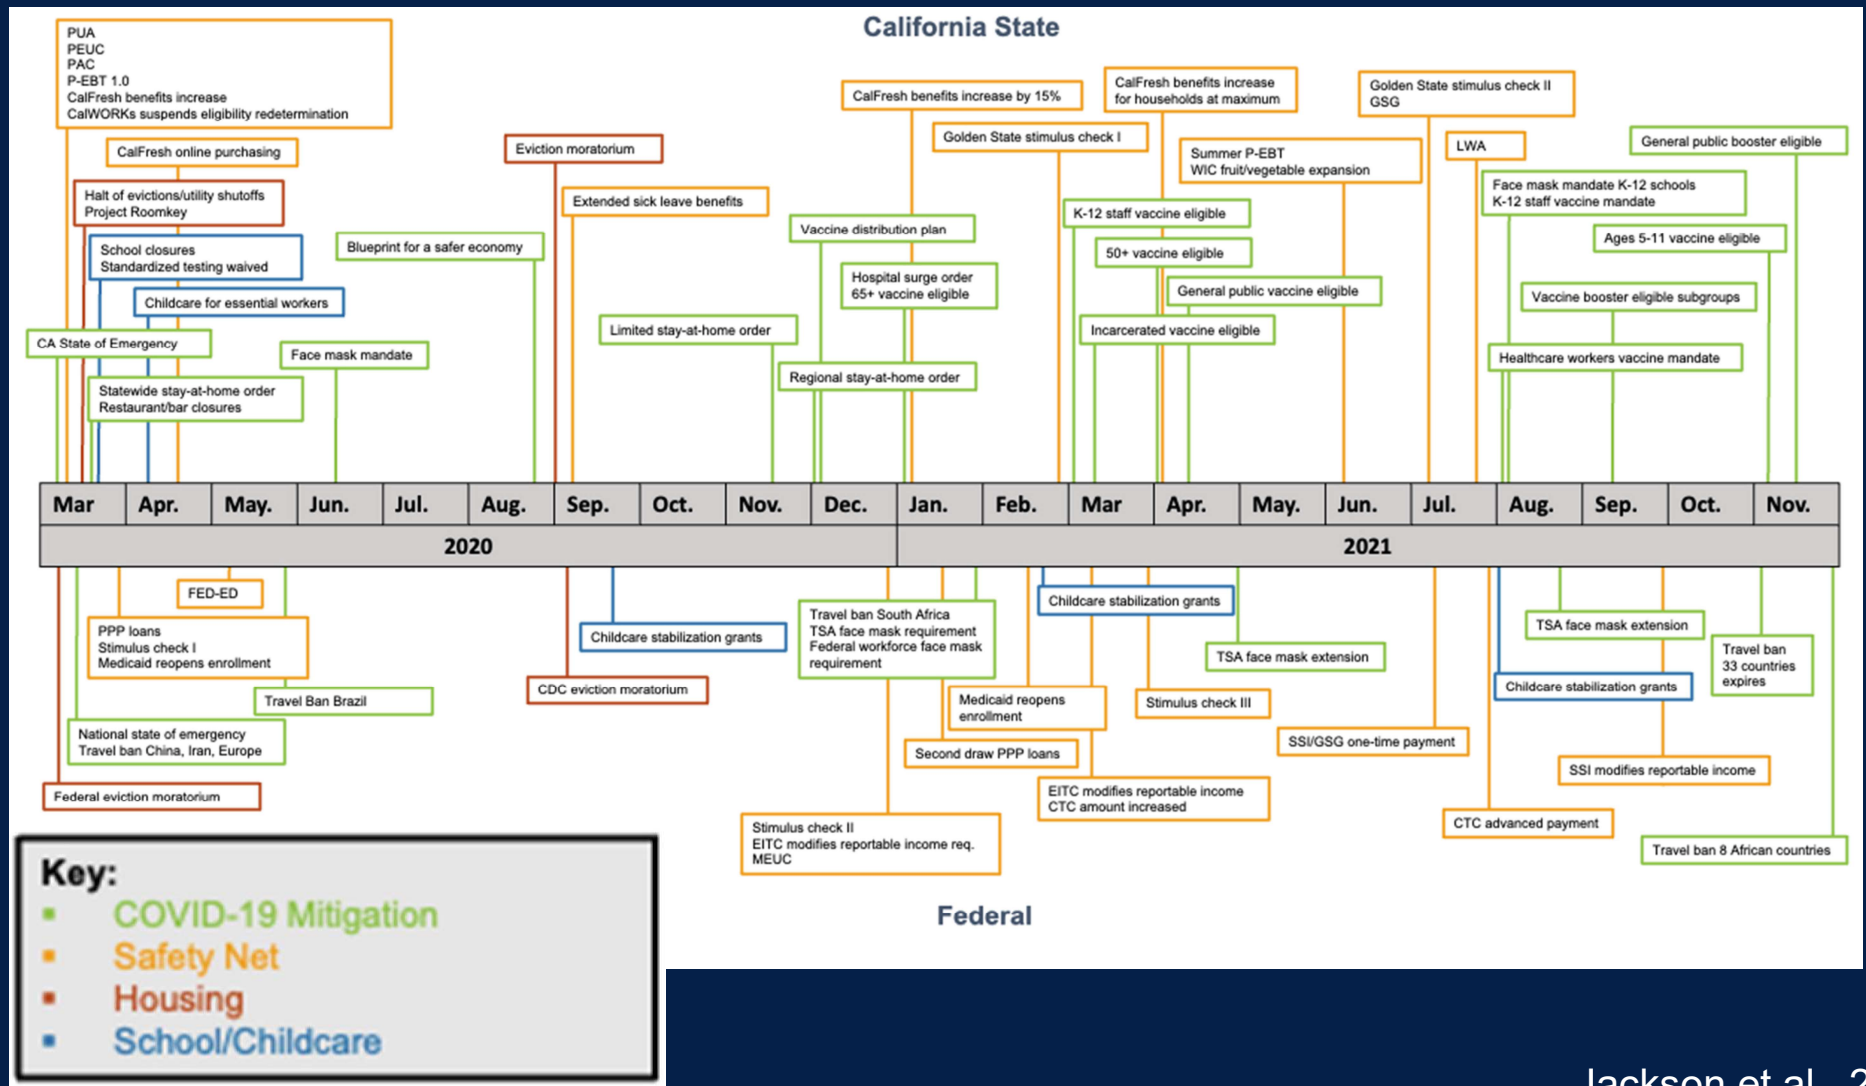 California State
PUA
PEUC
PAC
P-EBT 1.0
CalFresh benefits increase
CalWORKs suspends eligibility redetermination
CalFresh online purchasing
Halt of evictions/utility shutoffs
Project Roomkey
School closures
Standardized testing waived
Childcare for essential workers
CA State of Emergency
Statewide stay-at-home order
Restaurant/bar closures
Face mask mandate
Blueprint for a safer economy
Eviction moratorium
Extended sick leave benefits
Limited stay-at-home order
Vaccine distribution plan
Hospital surge order
65+ vaccine eligible
Regional stay-at-home order
CalFresh benefits increase by 15%
Golden State stimulus check I
CalFresh benefits increase
for households at maximum
Summer P-EBT
WIC fruit/vegetable expansion
K-12 staff vaccine eligible
50+ vaccine eligible
General public vaccine eligible
Incarcerated vaccine eligible
Golden State stimulus check II
GSG
LWA
General public booster eligible
Face mask mandate K-12 schools
K-12 staff vaccine mandate
Ages 5-11 vaccine eligible
Vaccine booster eligible subgroups
Healthcare workers vaccine mandate
Mar Apr. May. Jun. Jul. Aug. Sep. Oct. Nov. Dec. Jan. Feb. Mar Apr. May. Jun. Jul. Aug. Sep. Oct. Nov.
2020 2021
FED-ED
PPP loans
Stimulus check I
Medicaid reopens enrollment
Travel Ban Brazil
National state of emergency
Travel ban China, Iran, Europe
Federal eviction moratorium
Childcare stabilization grants
CDC eviction moratorium
Travel ban South Africa
TSA face mask requirement
Federal workforce face mask
requirement
Stimulus check II
EITC modifies reportable income req.
MEUC
Medicaid reopens
enrollment
Second draw PPP loans
Childcare stabilization grants
EITC modifies reportable income
CTC amount increased
Stimulus check III
TSA face mask extension
SSI/GSG one-time payment
CTC advanced payment
TSA face mask extension
Childcare stabilization grants
SSI modifies reportable income
Travel ban
33 countries
expires
Travel ban 8 African countries
Federal
Key:
COVID-19 Mitigation
Safety Net
Housing
School/Childcare
Jackson et al., 2